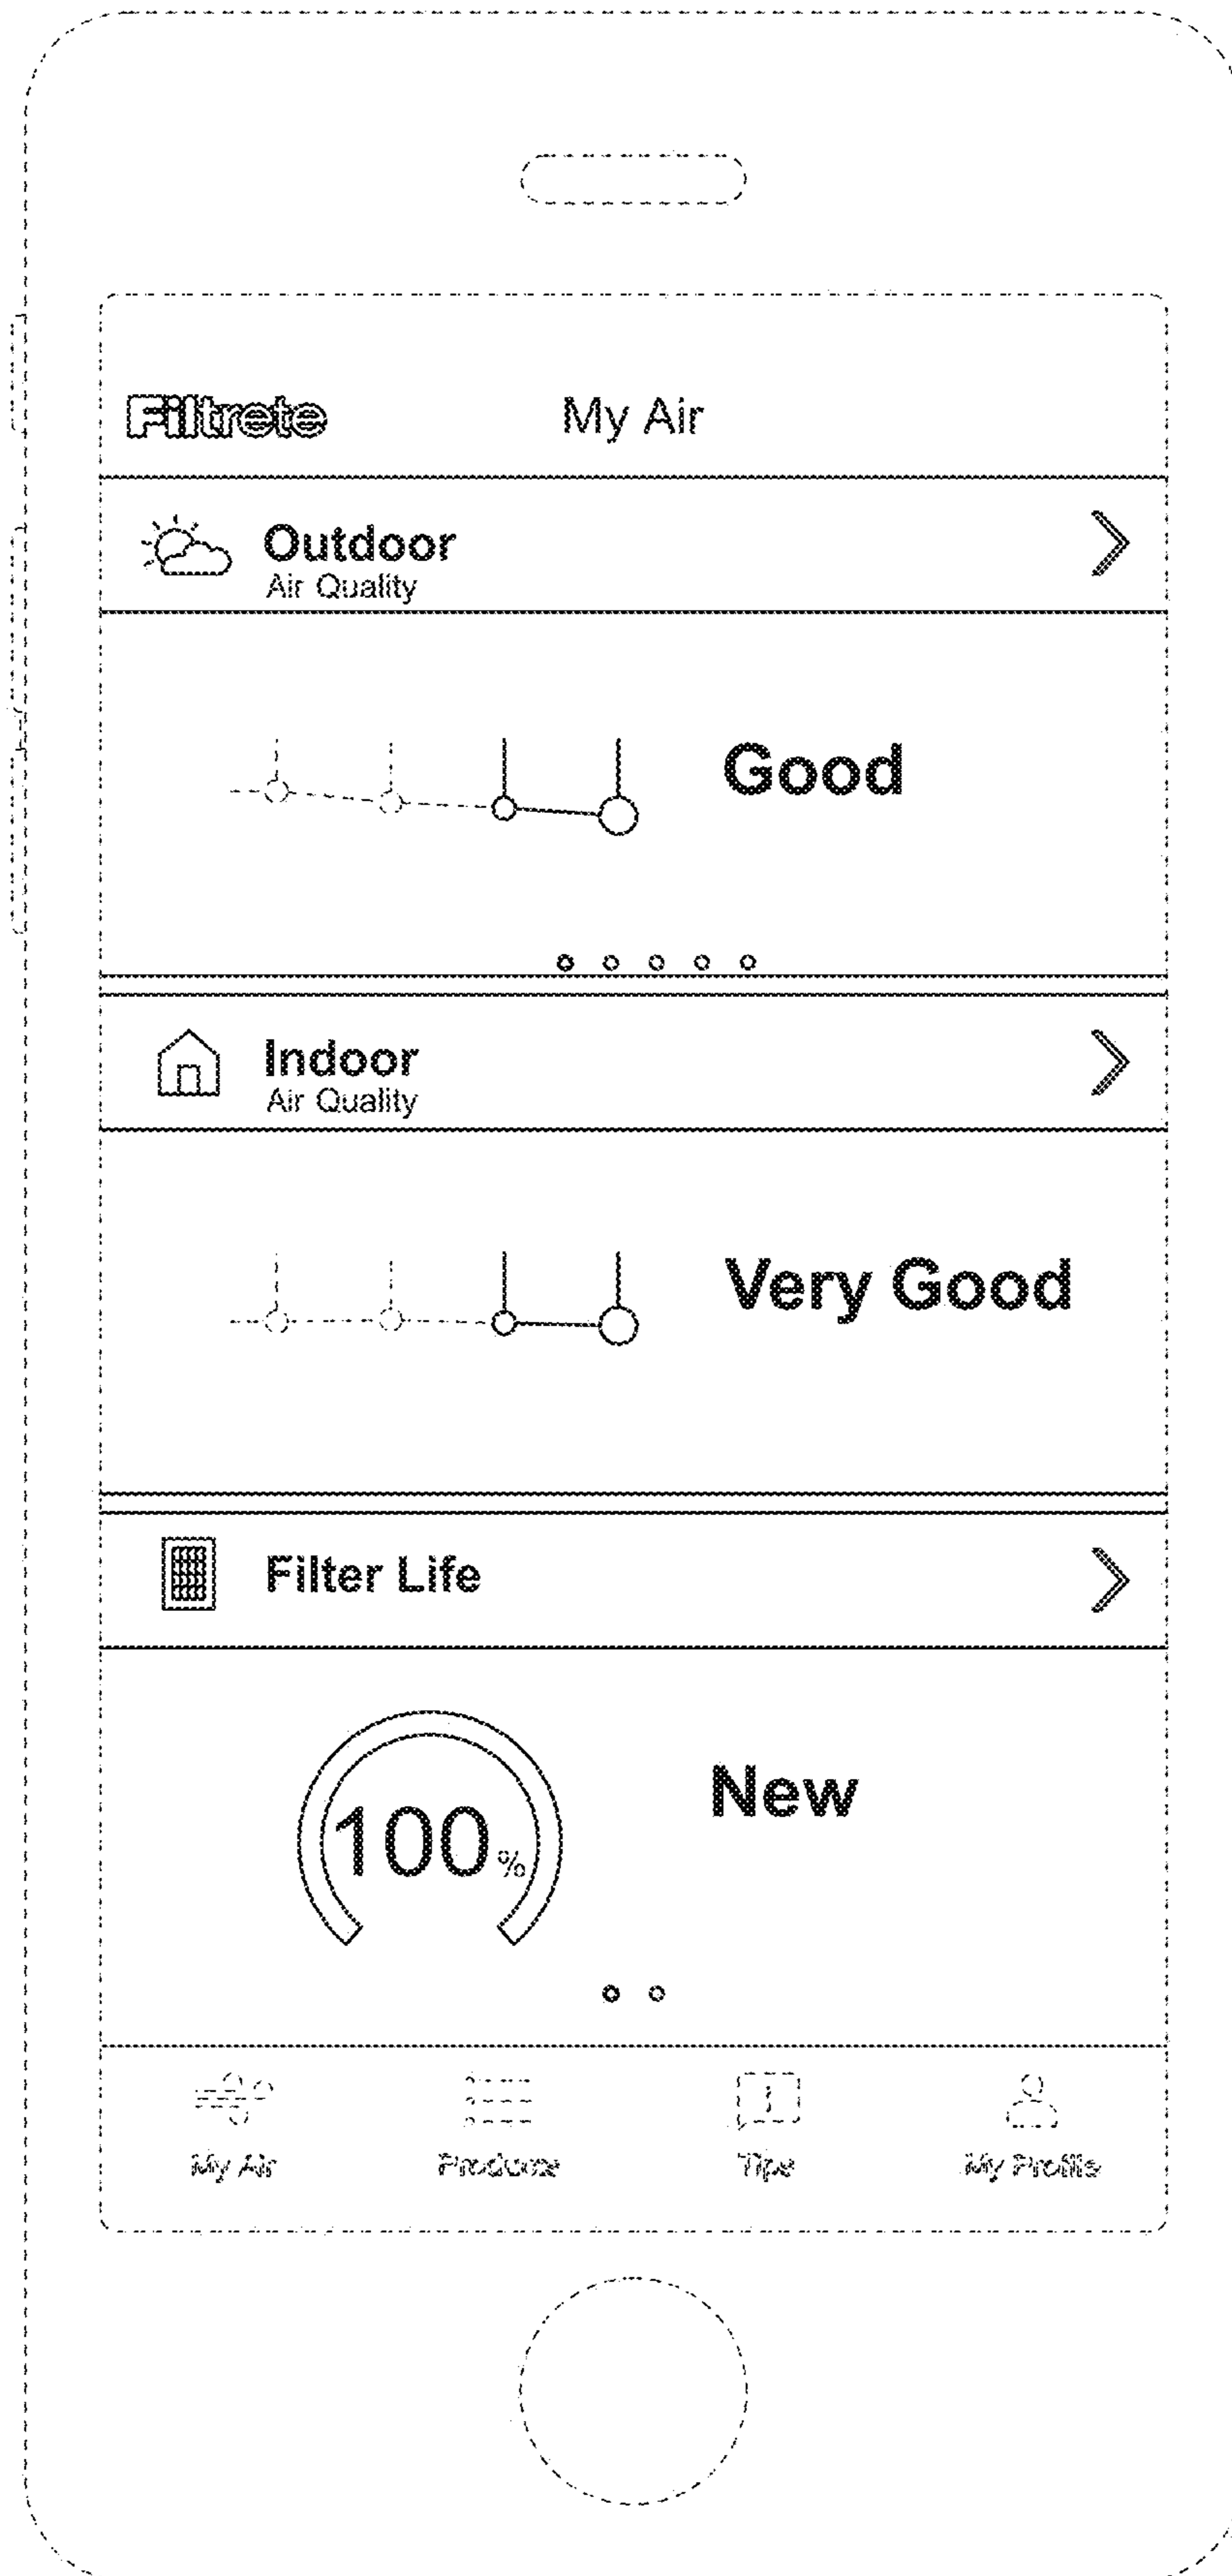 Filtrete My Air
Outdoor
Air Quality
Good
Indoor
Air Quality
Very Good
Filter Life
100%
New
My Air Products Tips My Profile